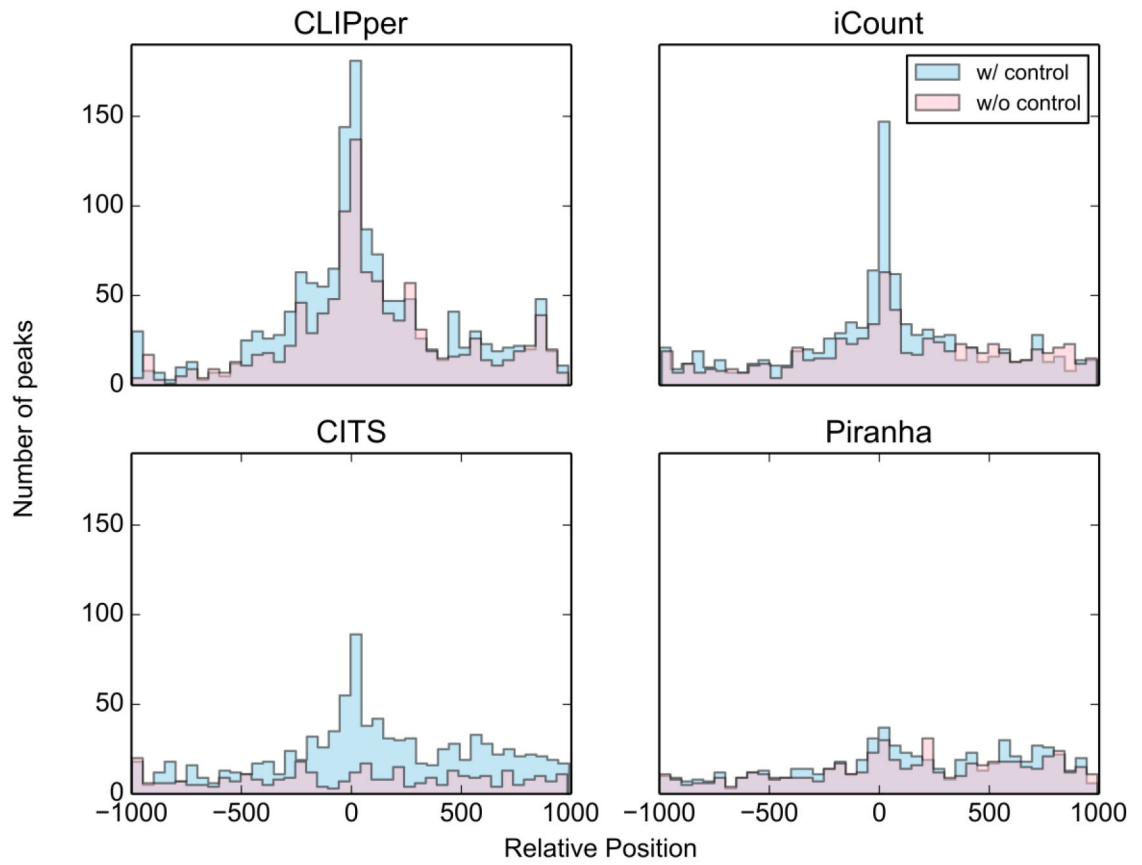 CLIPper
iCount
w/ control
w/o control
150
100
50
0
Number of peaks
CITS
Piranha
150
100
50
0
−1000 −500 0 500 1000
−1000 −500 0 500 1000
Relative Position